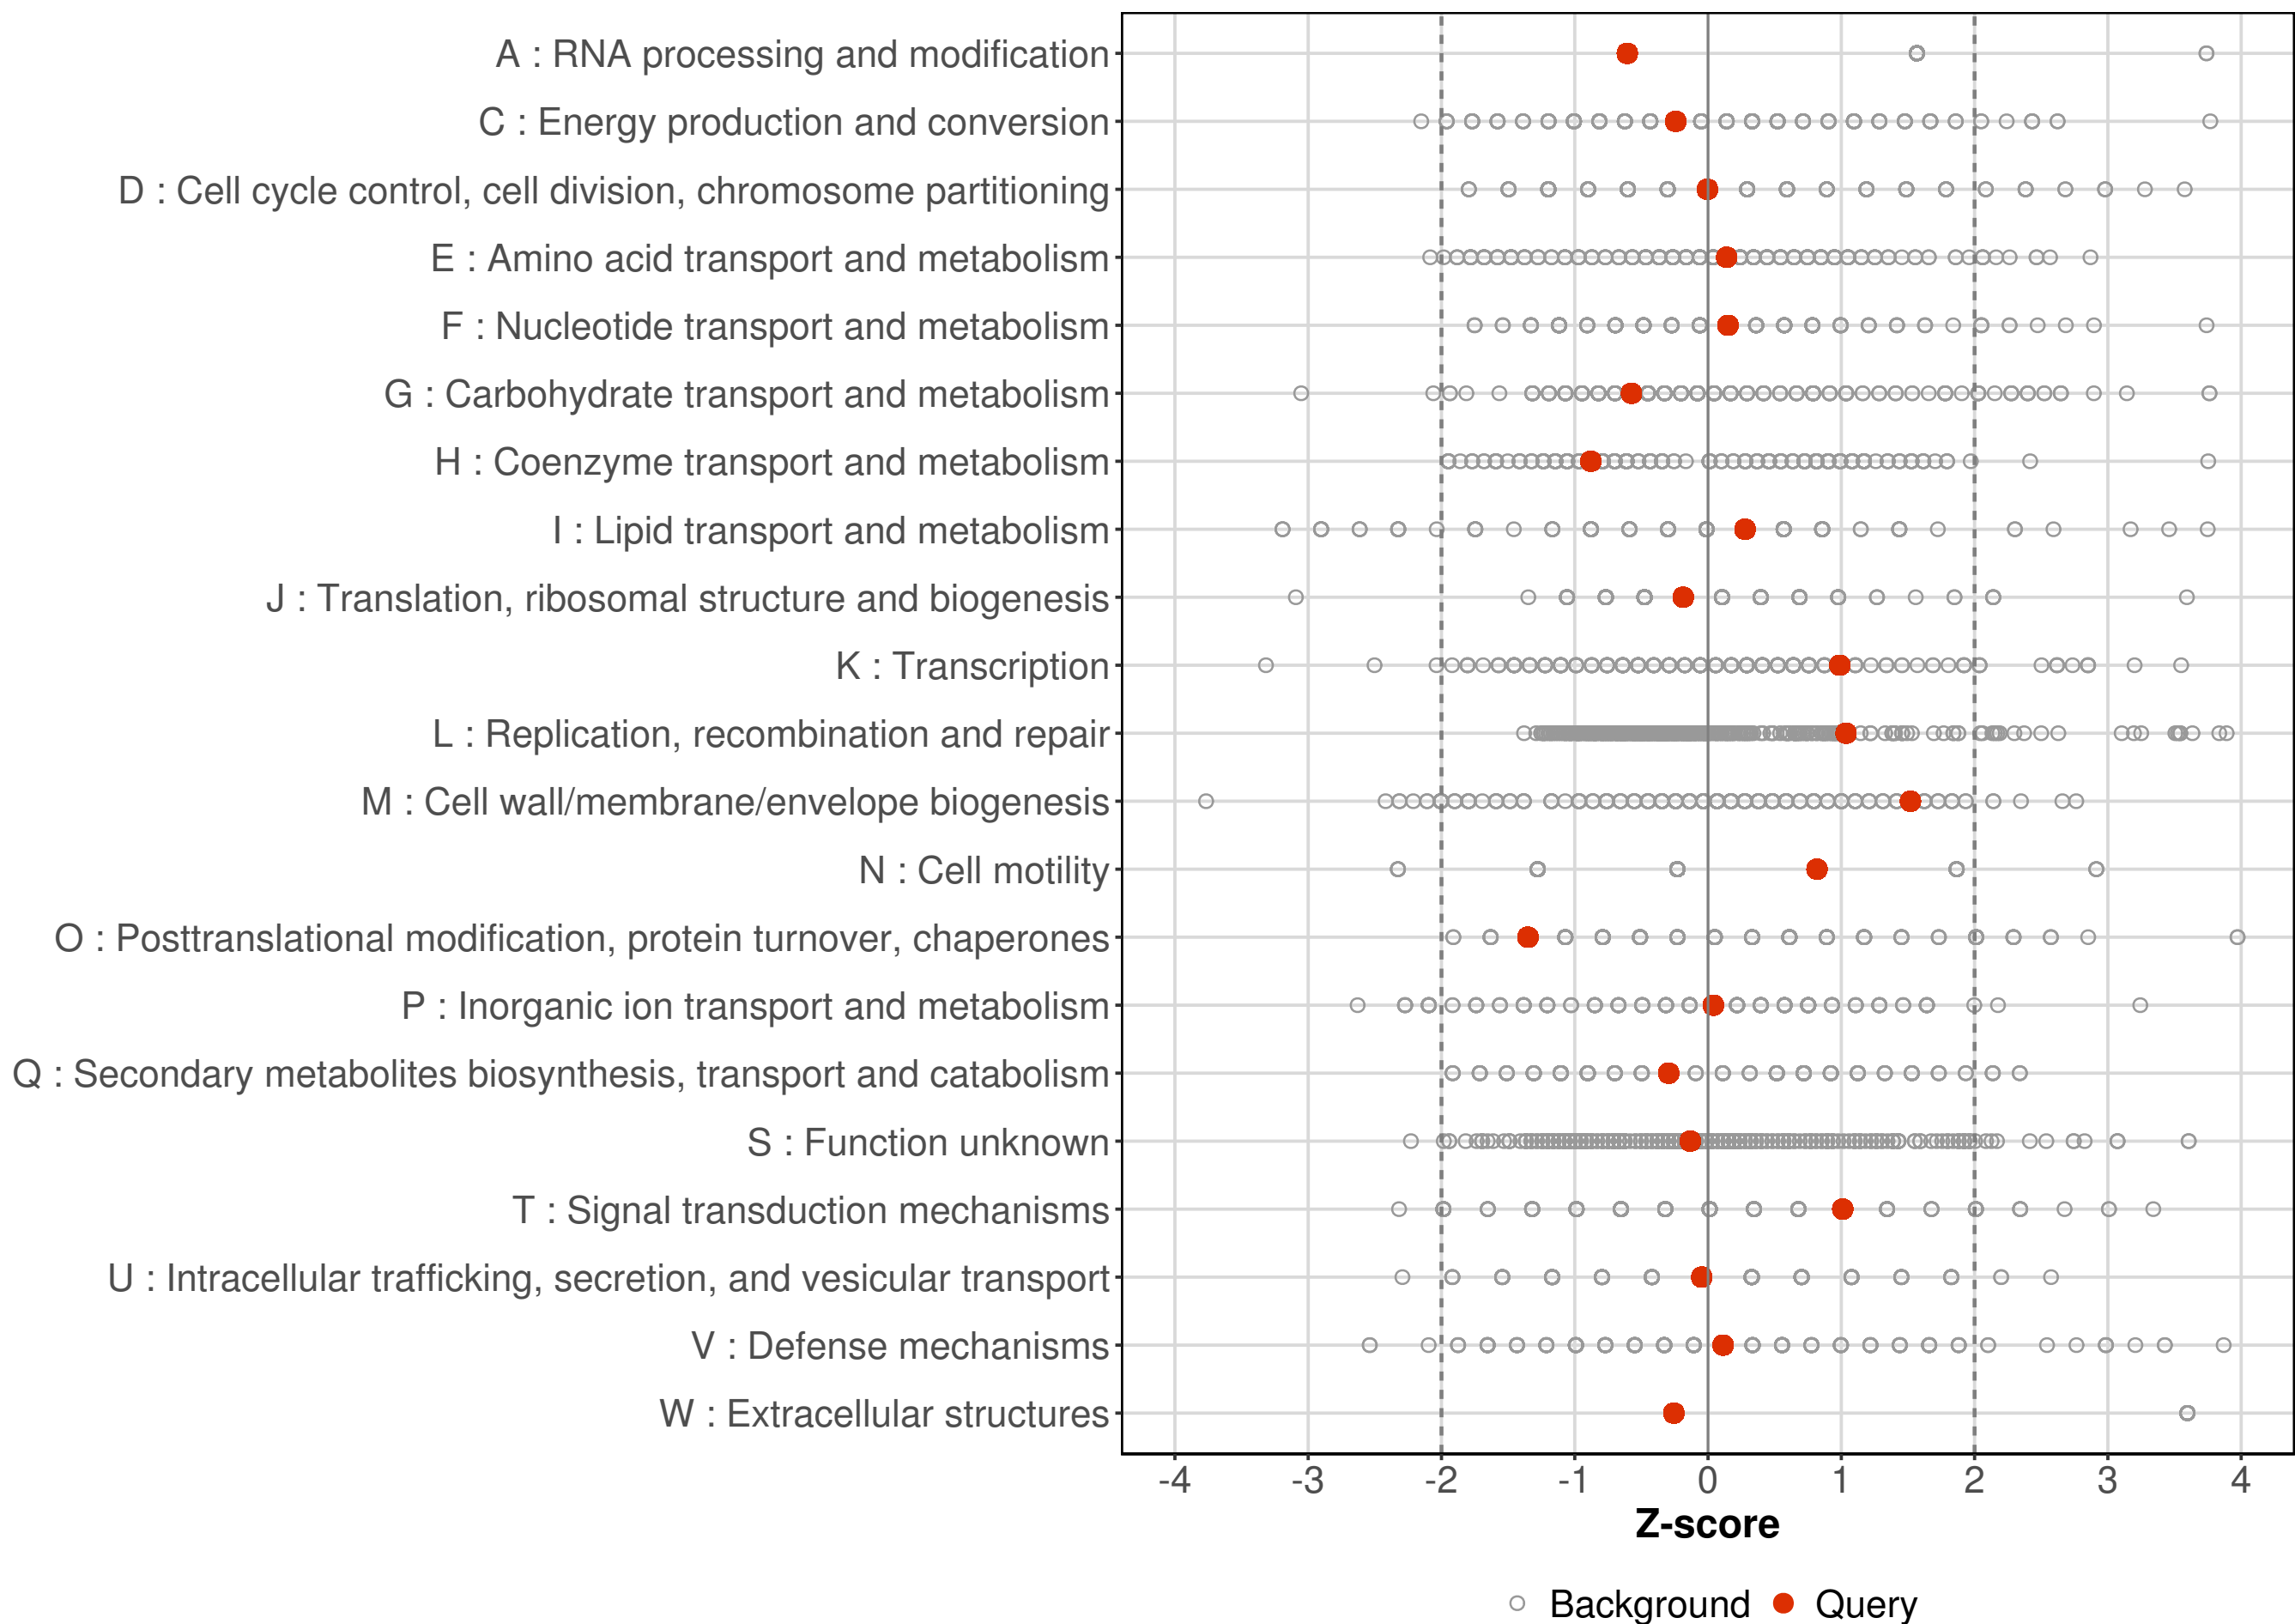 A : RNA processing and modification
C : Energy production and conversion
D : Cell cycle control, cell division, chromosome partitioning
E : Amino acid transport and metabolism
F : Nucleotide transport and metabolism
G : Carbohydrate transport and metabolism
H : Coenzyme transport and metabolism
I : Lipid transport and metabolism
J : Translation, ribosomal structure and biogenesis
K : Transcription
L : Replication, recombination and repair
M : Cell wall/membrane/envelope biogenesis
N : Cell motility
O : Posttranslational modification, protein turnover, chaperones
P : Inorganic ion transport and metabolism
Q : Secondary metabolites biosynthesis, transport and catabolism
S : Function unknown
T : Signal transduction mechanisms
U : Intracellular trafficking, secretion, and vesicular transport
V : Defense mechanisms
W : Extracellular structures
-4 -3 -2 -1 0 1 2 3 4
Z-score
Background Query